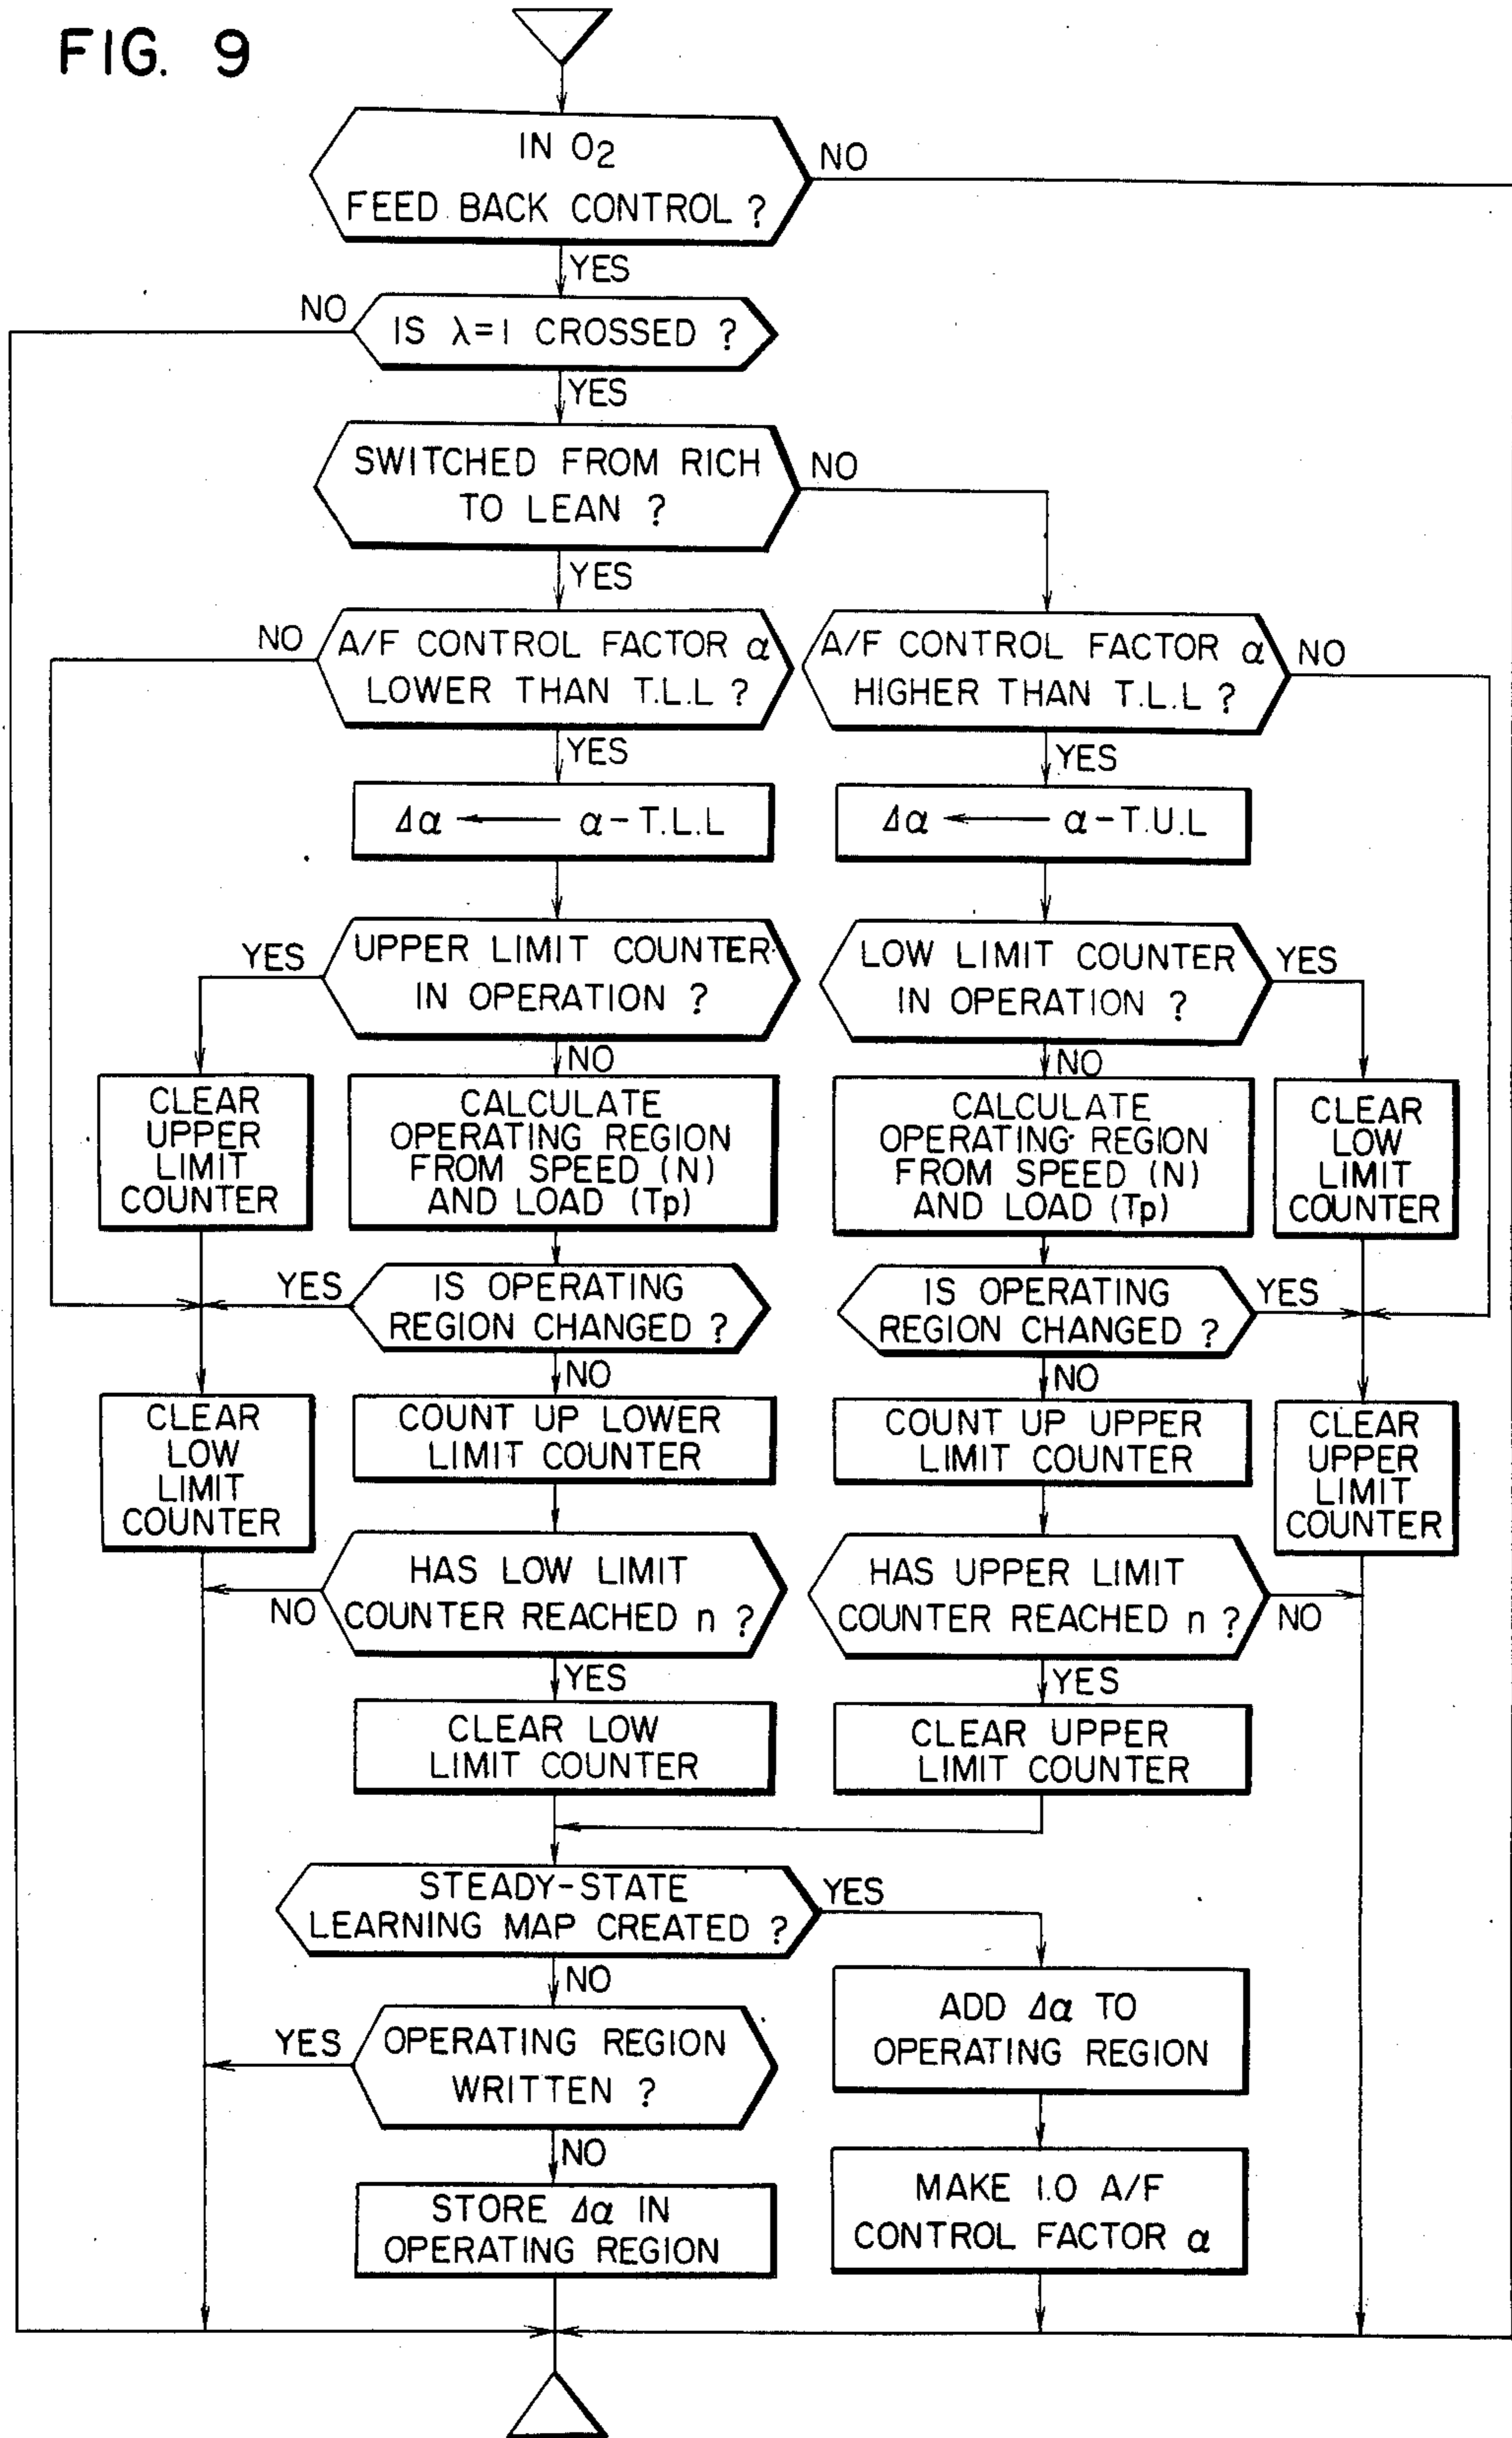 FIG. 9
IN O2
FEED BACK CONTROL ?
NO
YES
NO
IS λ=1 CROSSED ?
YES
SWITCHED FROM RICH
TO LEAN ?
NO
YES
NO
A/F CONTROL FACTOR α
LOWER THAN T.L.L ?
A/F CONTROL FACTOR α
HIGHER THAN T.L.L ?
NO
YES
YES
Δα ← α-T.L.L
Δα ← α-T.U.L
YES
UPPER LIMIT COUNTER
IN OPERATION ?
LOW LIMIT COUNTER
IN OPERATION ?
YES
NO
NO
CLEAR
UPPER
LIMIT
COUNTER
CALCULATE
OPERATING REGION
FROM SPEED (N)
AND LOAD (Tp)
CALCULATE
OPERATING REGION
FROM SPEED (N)
AND LOAD (Tp)
CLEAR
LOW
LIMIT
COUNTER
YES
IS OPERATING
REGION CHANGED ?
IS OPERATING
REGION CHANGED ?
YES
NO
NO
CLEAR
LOW
LIMIT
COUNTER
COUNT UP LOWER
LIMIT COUNTER
COUNT UP UPPER
LIMIT COUNTER
CLEAR
UPPER
LIMIT
COUNTER
NO
HAS LOW LIMIT
COUNTER REACHED n ?
HAS UPPER LIMIT
COUNTER REACHED n ?
NO
YES
YES
CLEAR LOW
LIMIT COUNTER
CLEAR UPPER
LIMIT COUNTER
STEADY-STATE
LEARNING MAP CREATED ?
YES
NO
ADD Δα TO
OPERATING REGION
YES
OPERATING REGION
WRITTEN ?
NO
STORE Δα IN
OPERATING REGION
MAKE 1.0 A/F
CONTROL FACTOR α